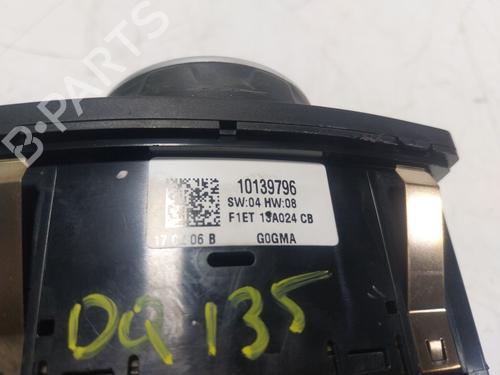 B-PARTS
10139796
SW:04 HW:08
F1ET 13A024 CB
B G0GMA
DQ 135